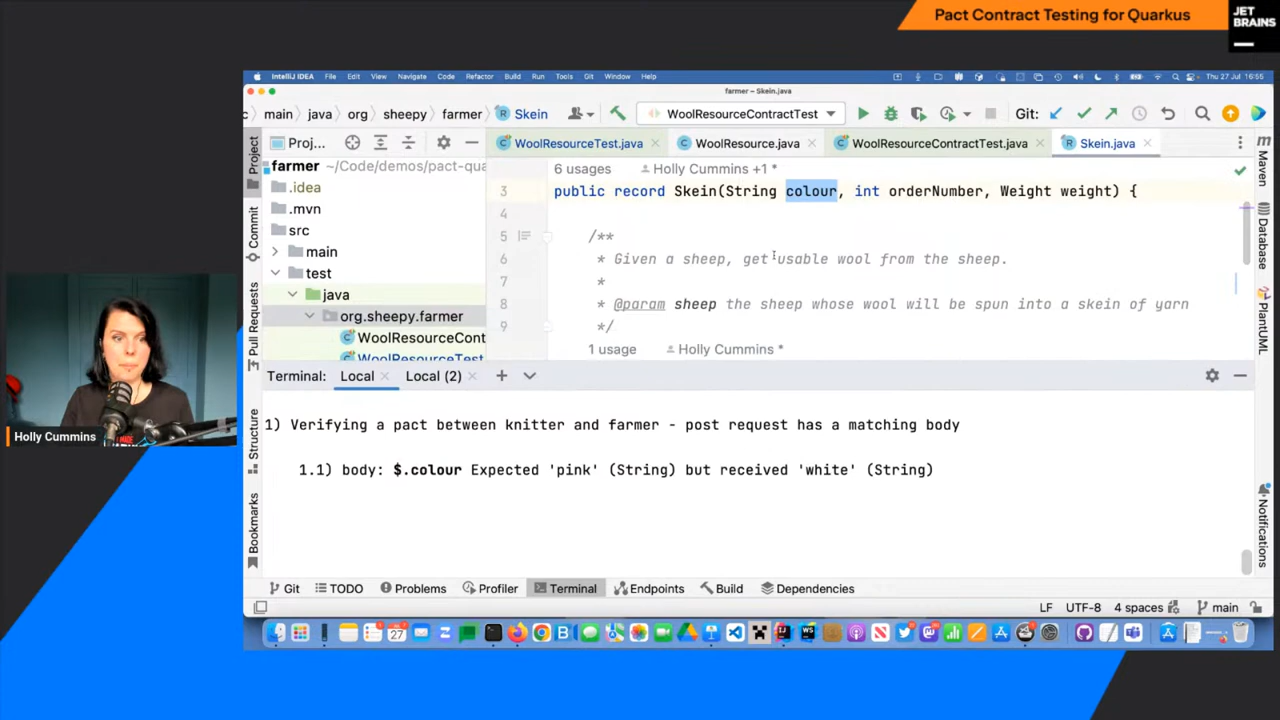 Pact Contract Testing for Quarkus
JET
BRAINS
IntelliJ IDEA File Edit View Navigate Code Refactor Build Run Tools Git Window Help
Thu 27 Jul 16:55
farmer – Skein.java
c main java org sheepy farmer Skein WoolResourceContractTest Git:
Project
Proj...
WoolResourceTest.java WoolResource.java WoolResourceContractTest.java Skein.java
Maven
farmer ~/Code/demos/pact-qua
.idea
.mvn
src
main
test
java
org.sheepy.farmer
WoolResourceCont
WoolResourceTest
6 usages Holly Cummins +1 *
3 public record Skein(String colour, int orderNumber, Weight weight) {
4
5 /**
6 * Given a sheep, get usable wool from the sheep.
7 *
8 * @param sheep the sheep whose wool will be spun into a skein of yarn
9 */
1 usage Holly Cummins *
Commit
Pull Requests
Database
PlantUML
Terminal: Local Local (2)
1) Verifying a pact between knitter and farmer - post request has a matching body
1.1) body: $.colour Expected 'pink' (String) but received 'white' (String)
Structure
Bookmarks
Notifications
Holly Cummins
Git TODO Problems Profiler Terminal Endpoints Build Dependencies
LF UTF-8 4 spaces main